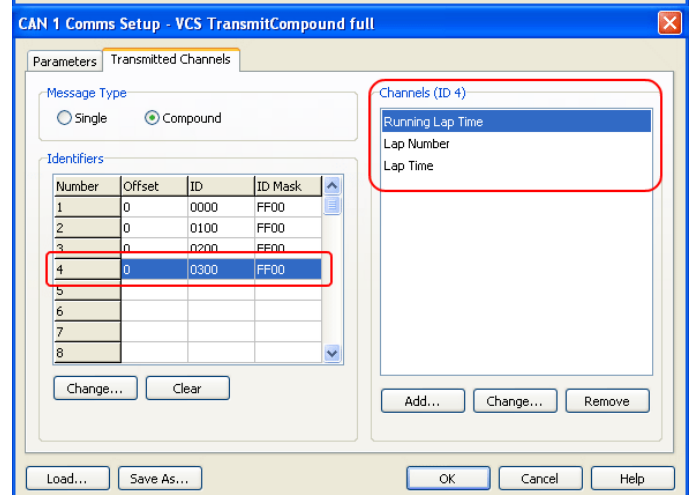 CAN 1 Comms Setup - VCS TransmitCompound full
Parameters Transmitted Channels
Message Type
Single Compound
Identifiers
Number Offset ID ID Mask
1 0 0000 FF00
2 0 0100 FF00
3 0 0200 FF00
4 0 0300 FF00
5
6
7
8
Change... Clear
Channels (ID 4)
Running Lap Time
Lap Number
Lap Time
Add... Change... Remove
Load... Save As... OK Cancel Help